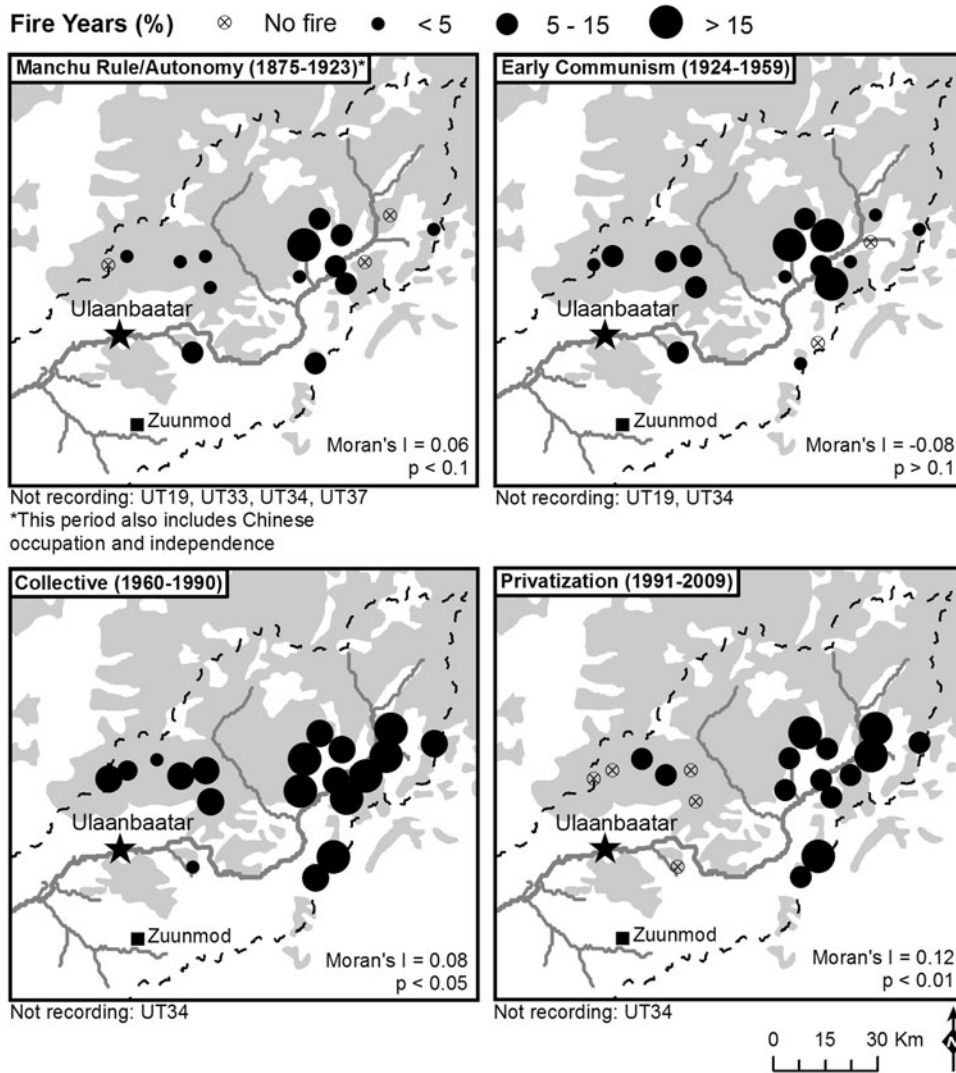 Fire Years (%) No fire < 5 5 - 15 > 15
Manchu Rule/Autonomy (1875-1923)*
Ulaanbaatar
Zuunmod
Moran's I = 0.06
p < 0.1
Not recording: UT19, UT33, UT34, UT37
*This period also includes Chinese
occupation and independence
Early Communism (1924-1959)
Ulaanbaatar
Zuunmod
Moran's I = -0.08
p > 0.1
Not recording: UT19, UT34
Collective (1960-1990)
Ulaanbaatar
Zuunmod
Moran's I = 0.08
p < 0.05
Not recording: UT34
Privatization (1991-2009)
Ulaanbaatar
Zuunmod
Moran's I = 0.12
p < 0.01
Not recording: UT34
0 15 30 Km
N